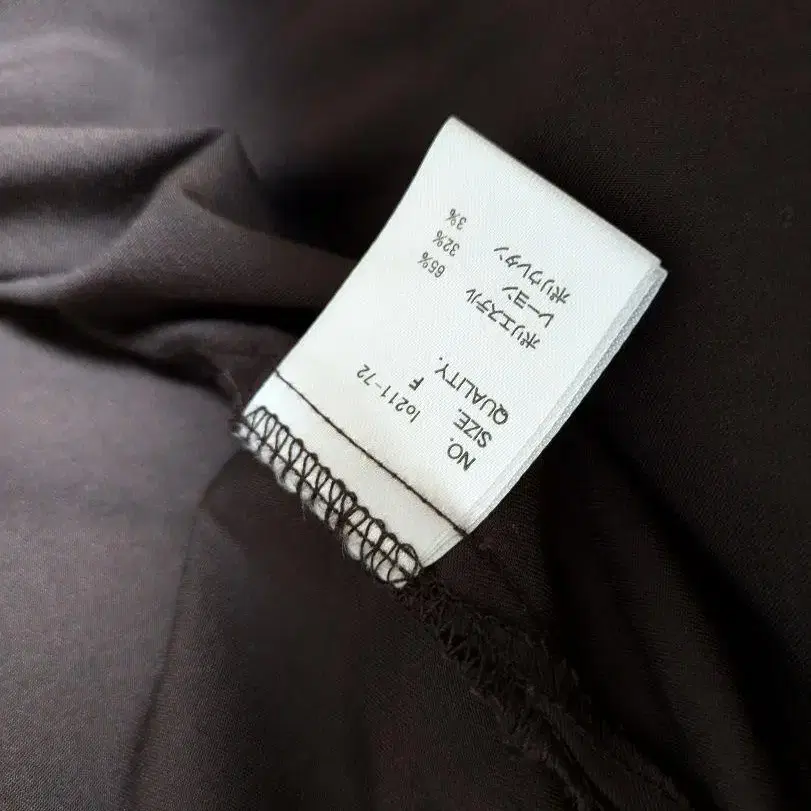 NO. lo211-72
SIZE. F
QUALITY.
ポリエステル 65%
レーヨン 32%
ポリウレタン 3%